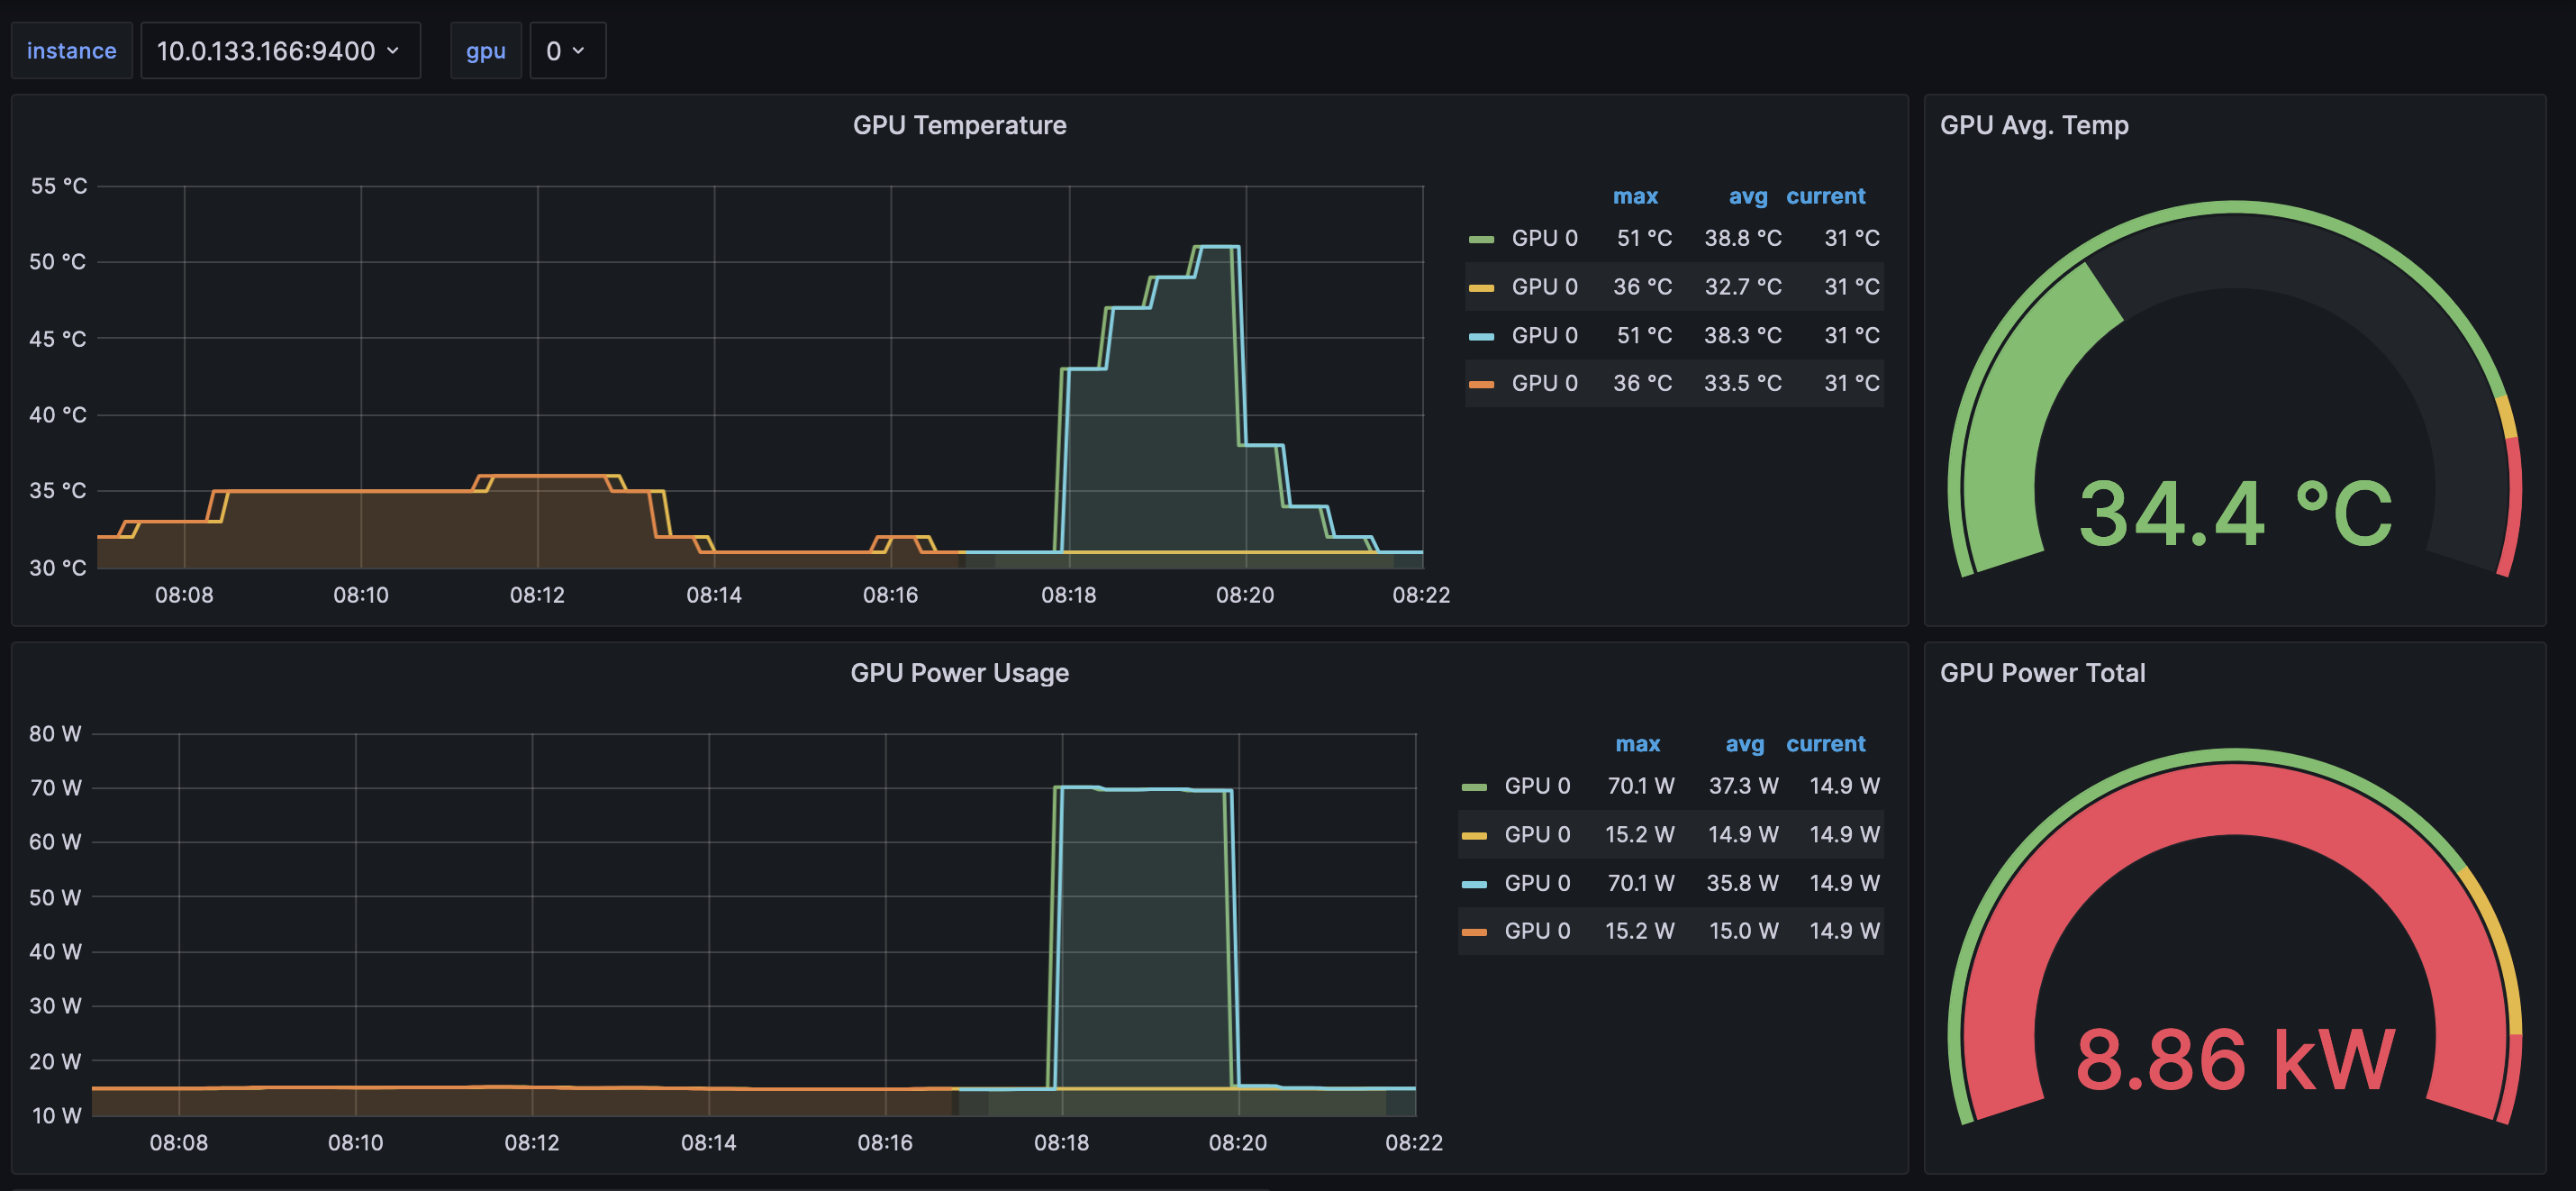 instance 10.0.133.166:9400 gpu 0
GPU Temperature
55 °C
50 °C
45 °C
40 °C
35 °C
30 °C
08:08 08:10 08:12 08:14 08:16 08:18 08:20 08:22
max avg current
GPU 0 51 °C 38.8 °C 31 °C
GPU 0 36 °C 32.7 °C 31 °C
GPU 0 51 °C 38.3 °C 31 °C
GPU 0 36 °C 33.5 °C 31 °C
GPU Avg. Temp
34.4 °C
GPU Power Usage
80 W
70 W
60 W
50 W
40 W
30 W
20 W
10 W
08:08 08:10 08:12 08:14 08:16 08:18 08:20 08:22
max avg current
GPU 0 70.1 W 37.3 W 14.9 W
GPU 0 15.2 W 14.9 W 14.9 W
GPU 0 70.1 W 35.8 W 14.9 W
GPU 0 15.2 W 15.0 W 14.9 W
GPU Power Total
8.86 kW